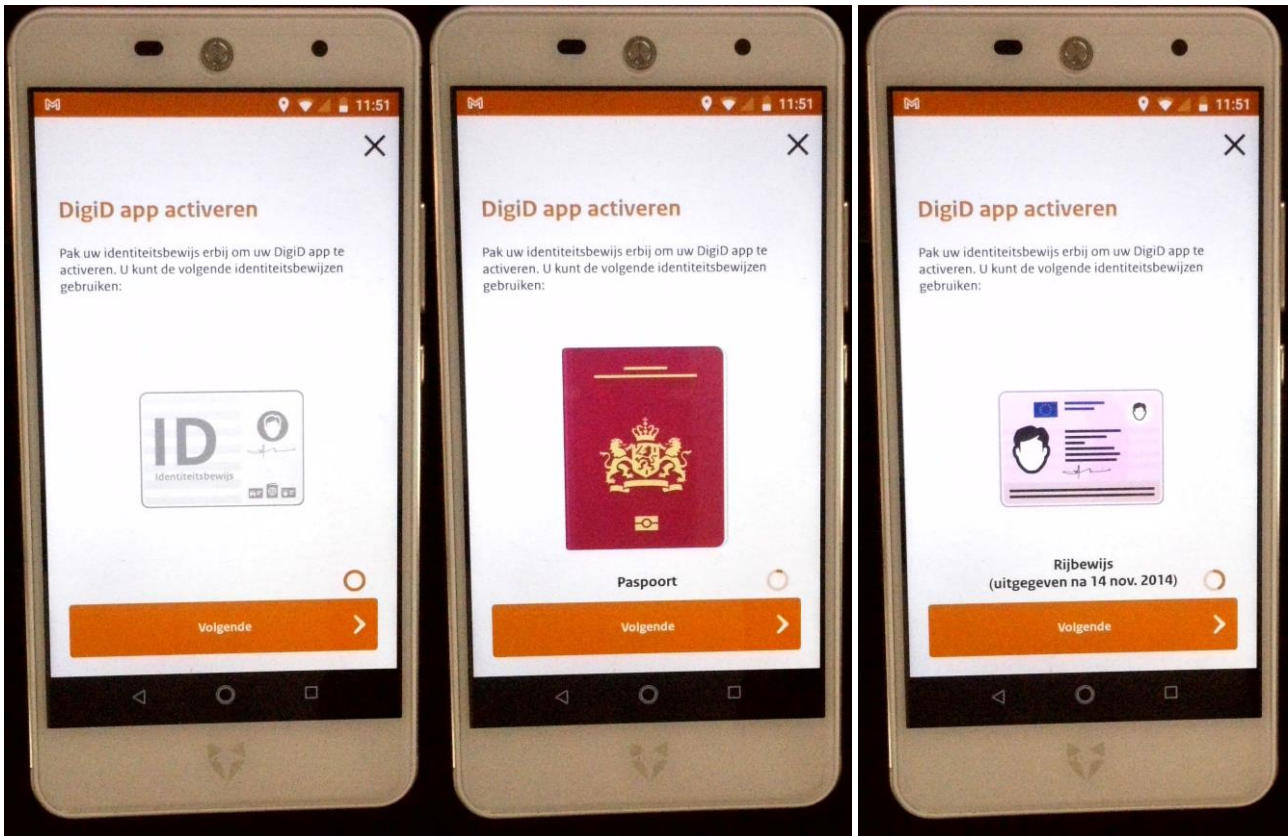 11:51
DigiD app activeren
Pak uw identiteitsbewijs erbij om uw DigiD app te
activeren. U kunt de volgende identiteitsbewijzen
gebruiken:
ID
Identiteitsbewijs
Volgende
11:51
DigiD app activeren
Pak uw identiteitsbewijs erbij om uw DigiD app te
activeren. U kunt de volgende identiteitsbewijzen
gebruiken:
Paspoort
Volgende
11:51
DigiD app activeren
Pak uw identiteitsbewijs erbij om uw DigiD app te
activeren. U kunt de volgende identiteitsbewijzen
gebruiken:
Rijbewijs
(uitgegeven na 14 nov. 2014)
Volgende